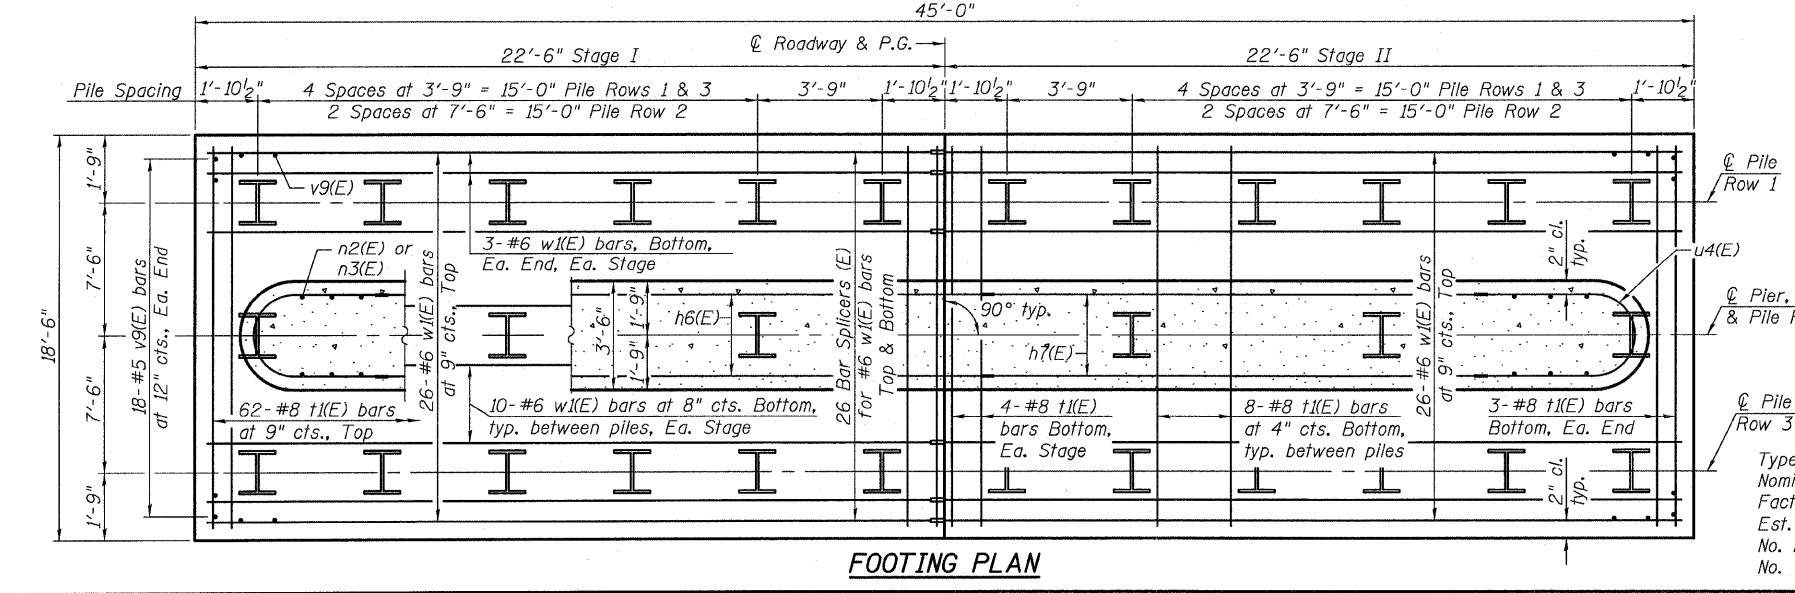 45'-0"
℄ Roadway & P.G.
22'-6" Stage I
22'-6" Stage II
Pile Spacing
1'-10½"
4 Spaces at 3'-9" = 15'-0" Pile Rows 1 & 3
2 Spaces at 7'-6" = 15'-0" Pile Row 2
3'-9"
1'-10½"
1'-10½"
3'-9"
4 Spaces at 3'-9" = 15'-0" Pile Rows 1 & 3
2 Spaces at 7'-6" = 15'-0" Pile Row 2
1'-10½"
18'-6"
1'-9"
7'-6"
7'-6"
1'-9"
18-#5 v9(E) bars
at 12" cts., Ea. End
v9(E)
n2(E) or
n3(E)
26-#6 w1(E) bars
at 9" cts., Top
3-#6 w1(E) bars, Bottom,
Ea. End, Ea. Stage
3'-6"
1'-9"
1'-9"
h6(E)
26 Bar Splicers (E)
for #6 w1(E) bars
Top & Bottom
90° typ.
h7(E)
26-#6 w1(E) bars
at 9" cts., Top
2" cl.
typ.
u4(E)
℄ Pile
Row 1
℄ Pier,
& Pile
℄ Pile
Row 3
62-#8 t1(E) bars
at 9" cts., Top
10-#6 w1(E) bars at 8" cts. Bottom,
typ. between piles, Ea. Stage
4-#8 t1(E)
bars Bottom,
Ea. Stage
8-#8 t1(E) bars
at 4" cts. Bottom,
typ. between piles
3-#8 t1(E) bars
Bottom, Ea. End
2" cl.
typ.
Type
Nomi
Fact
Est.
No.
No.
FOOTING PLAN